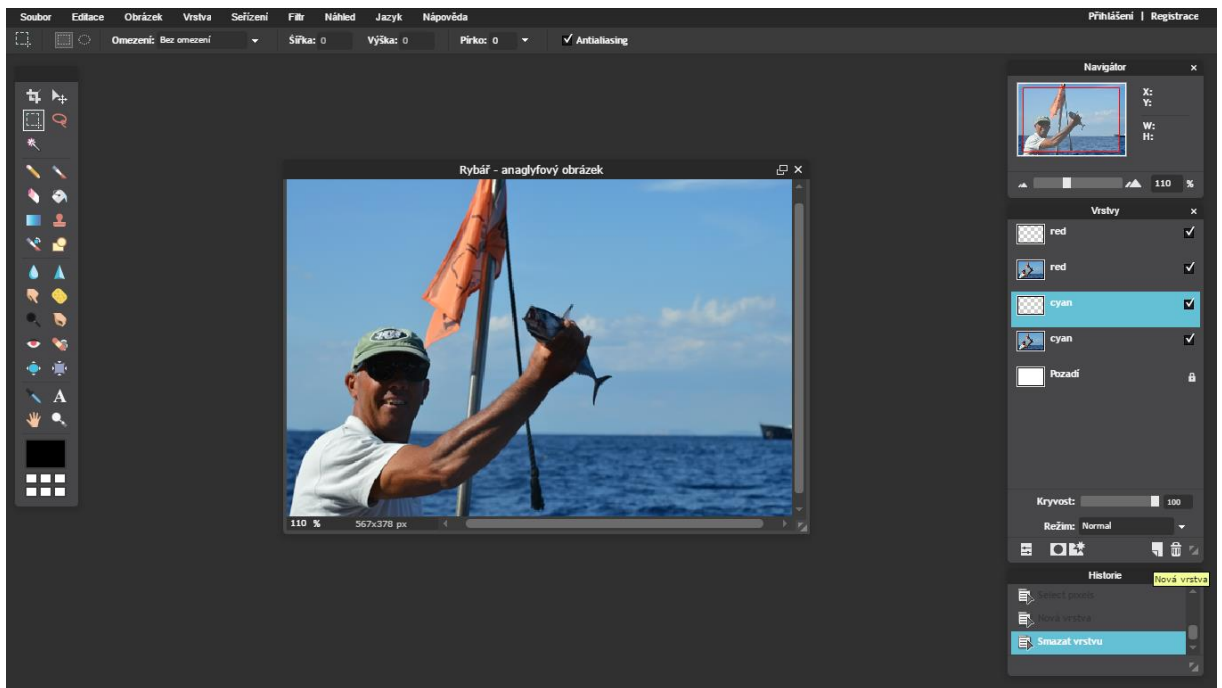 Soubor Editace Obrázek Vrstva Seřízení Filtr Náhled Jazyk Nápověda Přihlášení | Registrace
Omezení: Bez omezení Šířka: 0 Výška: 0 Pírko: 0 Antialiasing
Navigátor
X:
Y:
W:
H:
110 %
Rybář - anaglyfový obrázek
110 % 567x378 px
Vrstvy
red
red
cyan
cyan
Pozadí
Kryvost: 100
Režim: Normal
Historie
Nová vrstva
Select pixels
Nová vrstva
Smazat vrstvu
A